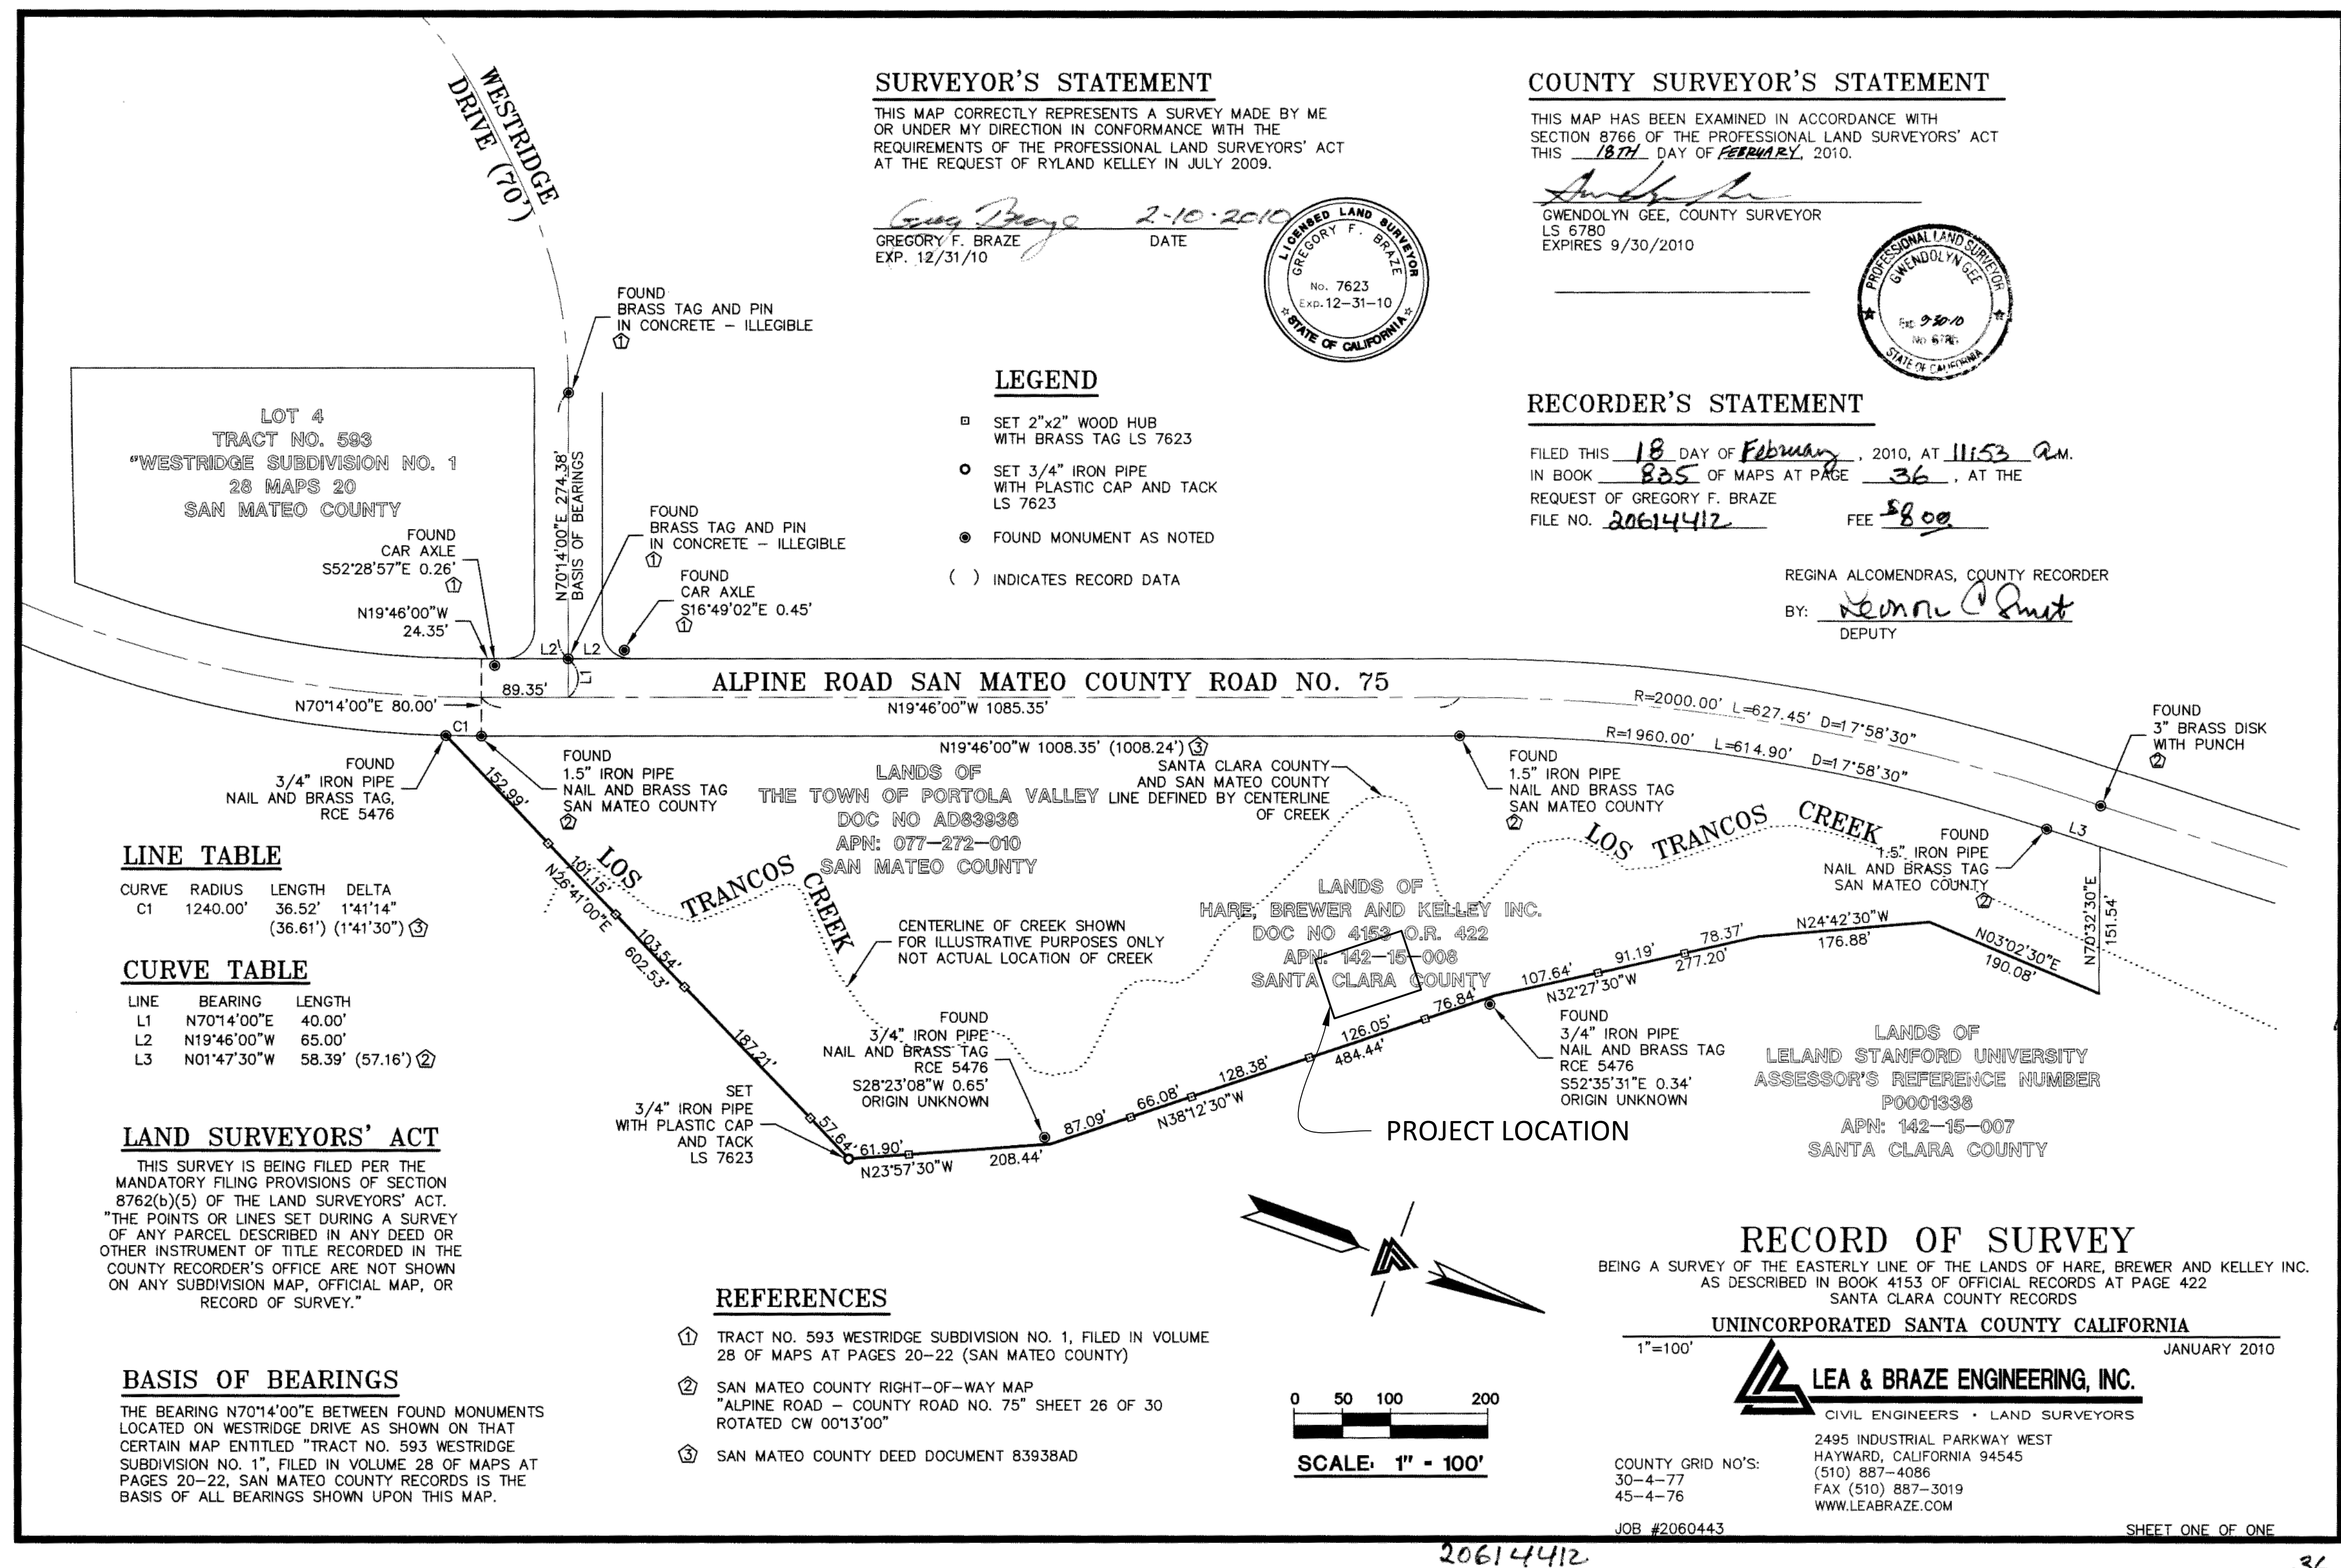 WESTRIDGE
DRIVE (70')
SURVEYOR'S STATEMENT
THIS MAP CORRECTLY REPRESENTS A SURVEY MADE BY ME
OR UNDER MY DIRECTION IN CONFORMANCE WITH THE
REQUIREMENTS OF THE PROFESSIONAL LAND SURVEYORS' ACT
AT THE REQUEST OF RYLAND KELLEY IN JULY 2009.
Greg Braze 2-10-2010
GREGORY F. BRAZE DATE
EXP. 12/31/10
LICENSED LAND SURVEYOR
GREGORY F. BRAZE
No. 7623
Exp. 12-31-10
STATE OF CALIFORNIA
COUNTY SURVEYOR'S STATEMENT
THIS MAP HAS BEEN EXAMINED IN ACCORDANCE WITH
SECTION 8766 OF THE PROFESSIONAL LAND SURVEYORS' ACT
THIS 18TH DAY OF FEBRUARY, 2010.
GWENDOLYN GEE, COUNTY SURVEYOR
LS 6780
EXPIRES 9/30/2010
PROFESSIONAL LAND SURVEYOR
GWENDOLYN GEE
Exp. 9-30-10
STATE OF CALIFORNIA
RECORDER'S STATEMENT
FILED THIS 18 DAY OF February, 2010, AT 11:53 A.M.
IN BOOK 835 OF MAPS AT PAGE 36, AT THE
REQUEST OF GREGORY F. BRAZE
FILE NO. 20614412 FEE $8.00
REGINA ALCOMENDRAS, COUNTY RECORDER
BY:
DEPUTY
LEGEND
SET 2"x2" WOOD HUB
WITH BRASS TAG LS 7623
SET 3/4" IRON PIPE
WITH PLASTIC CAP AND TACK
LS 7623
FOUND MONUMENT AS NOTED
( ) INDICATES RECORD DATA
FOUND
BRASS TAG AND PIN
IN CONCRETE – ILLEGIBLE
1
LOT 4
TRACT NO. 593
"WESTRIDGE SUBDIVISION NO. 1
28 MAPS 20
SAN MATEO COUNTY
FOUND
CAR AXLE
S52°28'57"E 0.26'
1
N19°46'00"W
24.35'
N70°14'00"E 274.38'
BASIS OF BEARINGS
FOUND
BRASS TAG AND PIN
IN CONCRETE – ILLEGIBLE
1
FOUND
CAR AXLE
S16°49'02"E 0.45'
1
L2 L2
L1
89.35'
ALPINE ROAD SAN MATEO COUNTY ROAD NO. 75
N19°46'00"W 1085.35'
R=2000.00' L=627.45' D=17°58'30"
R=1960.00' L=614.90' D=17°58'30"
N70°14'00"E 80.00'
C1
N19°46'00"W 1008.35' (1008.24') 3
FOUND
3" BRASS DISK
WITH PUNCH
2
FOUND
3/4" IRON PIPE
NAIL AND BRASS TAG,
RCE 5476
FOUND
1.5" IRON PIPE
NAIL AND BRASS TAG
SAN MATEO COUNTY
2
LANDS OF
THE TOWN OF PORTOLA VALLEY
DOC NO AD83938
APN: 077-272-010
SAN MATEO COUNTY
SANTA CLARA COUNTY
AND SAN MATEO COUNTY
LINE DEFINED BY CENTERLINE
OF CREEK
FOUND
1.5" IRON PIPE
NAIL AND BRASS TAG
SAN MATEO COUNTY
2
LOS TRANCOS CREEK
FOUND
1.5" IRON PIPE
NAIL AND BRASS TAG
SAN MATEO COUNTY
2
L3
N70°32'30"E
151.54'
LOS TRANCOS CREEK
152.99'
101.15'
N26°41'00"E
103.54'
602.53'
187.21'
57.64'
CENTERLINE OF CREEK SHOWN
FOR ILLUSTRATIVE PURPOSES ONLY
NOT ACTUAL LOCATION OF CREEK
LANDS OF
HARE, BREWER AND KELLEY INC.
DOC NO 4153 O.R. 422
APN: 142-15-008
SANTA CLARA COUNTY
FOUND
3/4" IRON PIPE
NAIL AND BRASS TAG
RCE 5476
S28°23'08"W 0.65'
ORIGIN UNKNOWN
SET
3/4" IRON PIPE
WITH PLASTIC CAP
AND TACK
LS 7623
61.90'
N23°57'30"W
208.44'
87.09'
66.08'
N38°12'30"W
128.38'
126.05'
484.44'
76.84'
107.64'
N32°27'30"W
91.19'
277.20'
78.37'
N24°42'30"W
176.88'
N03°02'30"E
190.08'
FOUND
3/4" IRON PIPE
NAIL AND BRASS TAG
RCE 5476
S52°35'31"E 0.34'
ORIGIN UNKNOWN
PROJECT LOCATION
LANDS OF
LELAND STANFORD UNIVERSITY
ASSESSOR'S REFERENCE NUMBER
P0001338
APN: 142-15-007
SANTA CLARA COUNTY
LINE TABLE
CURVE RADIUS LENGTH DELTA
C1 1240.00' 36.52' 1°41'14"
(36.61') (1°41'30") 3
CURVE TABLE
LINE BEARING LENGTH
L1 N70°14'00"E 40.00'
L2 N19°46'00"W 65.00'
L3 N01°47'30"W 58.39' (57.16') 2
LAND SURVEYORS' ACT
THIS SURVEY IS BEING FILED PER THE
MANDATORY FILING PROVISIONS OF SECTION
8762(b)(5) OF THE LAND SURVEYORS' ACT.
"THE POINTS OR LINES SET DURING A SURVEY
OF ANY PARCEL DESCRIBED IN ANY DEED OR
OTHER INSTRUMENT OF TITLE RECORDED IN THE
COUNTY RECORDER'S OFFICE ARE NOT SHOWN
ON ANY SUBDIVISION MAP, OFFICIAL MAP, OR
RECORD OF SURVEY."
BASIS OF BEARINGS
THE BEARING N70°14'00"E BETWEEN FOUND MONUMENTS
LOCATED ON WESTRIDGE DRIVE AS SHOWN ON THAT
CERTAIN MAP ENTITLED "TRACT NO. 593 WESTRIDGE
SUBDIVISION NO. 1", FILED IN VOLUME 28 OF MAPS AT
PAGES 20-22, SAN MATEO COUNTY RECORDS IS THE
BASIS OF ALL BEARINGS SHOWN UPON THIS MAP.
REFERENCES
1 TRACT NO. 593 WESTRIDGE SUBDIVISION NO. 1, FILED IN VOLUME
28 OF MAPS AT PAGES 20-22 (SAN MATEO COUNTY)
2 SAN MATEO COUNTY RIGHT-OF-WAY MAP
"ALPINE ROAD – COUNTY ROAD NO. 75" SHEET 26 OF 30
ROTATED CW 00°13'00"
3 SAN MATEO COUNTY DEED DOCUMENT 83938AD
0 50 100 200
SCALE: 1" = 100'
RECORD OF SURVEY
BEING A SURVEY OF THE EASTERLY LINE OF THE LANDS OF HARE, BREWER AND KELLEY INC.
AS DESCRIBED IN BOOK 4153 OF OFFICIAL RECORDS AT PAGE 422
SANTA CLARA COUNTY RECORDS
UNINCORPORATED SANTA COUNTY CALIFORNIA
1"=100' JANUARY 2010
LEA & BRAZE ENGINEERING, INC.
CIVIL ENGINEERS • LAND SURVEYORS
2495 INDUSTRIAL PARKWAY WEST
HAYWARD, CALIFORNIA 94545
(510) 887-4086
FAX (510) 887-3019
WWW.LEABRAZE.COM
COUNTY GRID NO'S:
30-4-77
45-4-76
JOB #2060443
SHEET ONE OF ONE
20614412